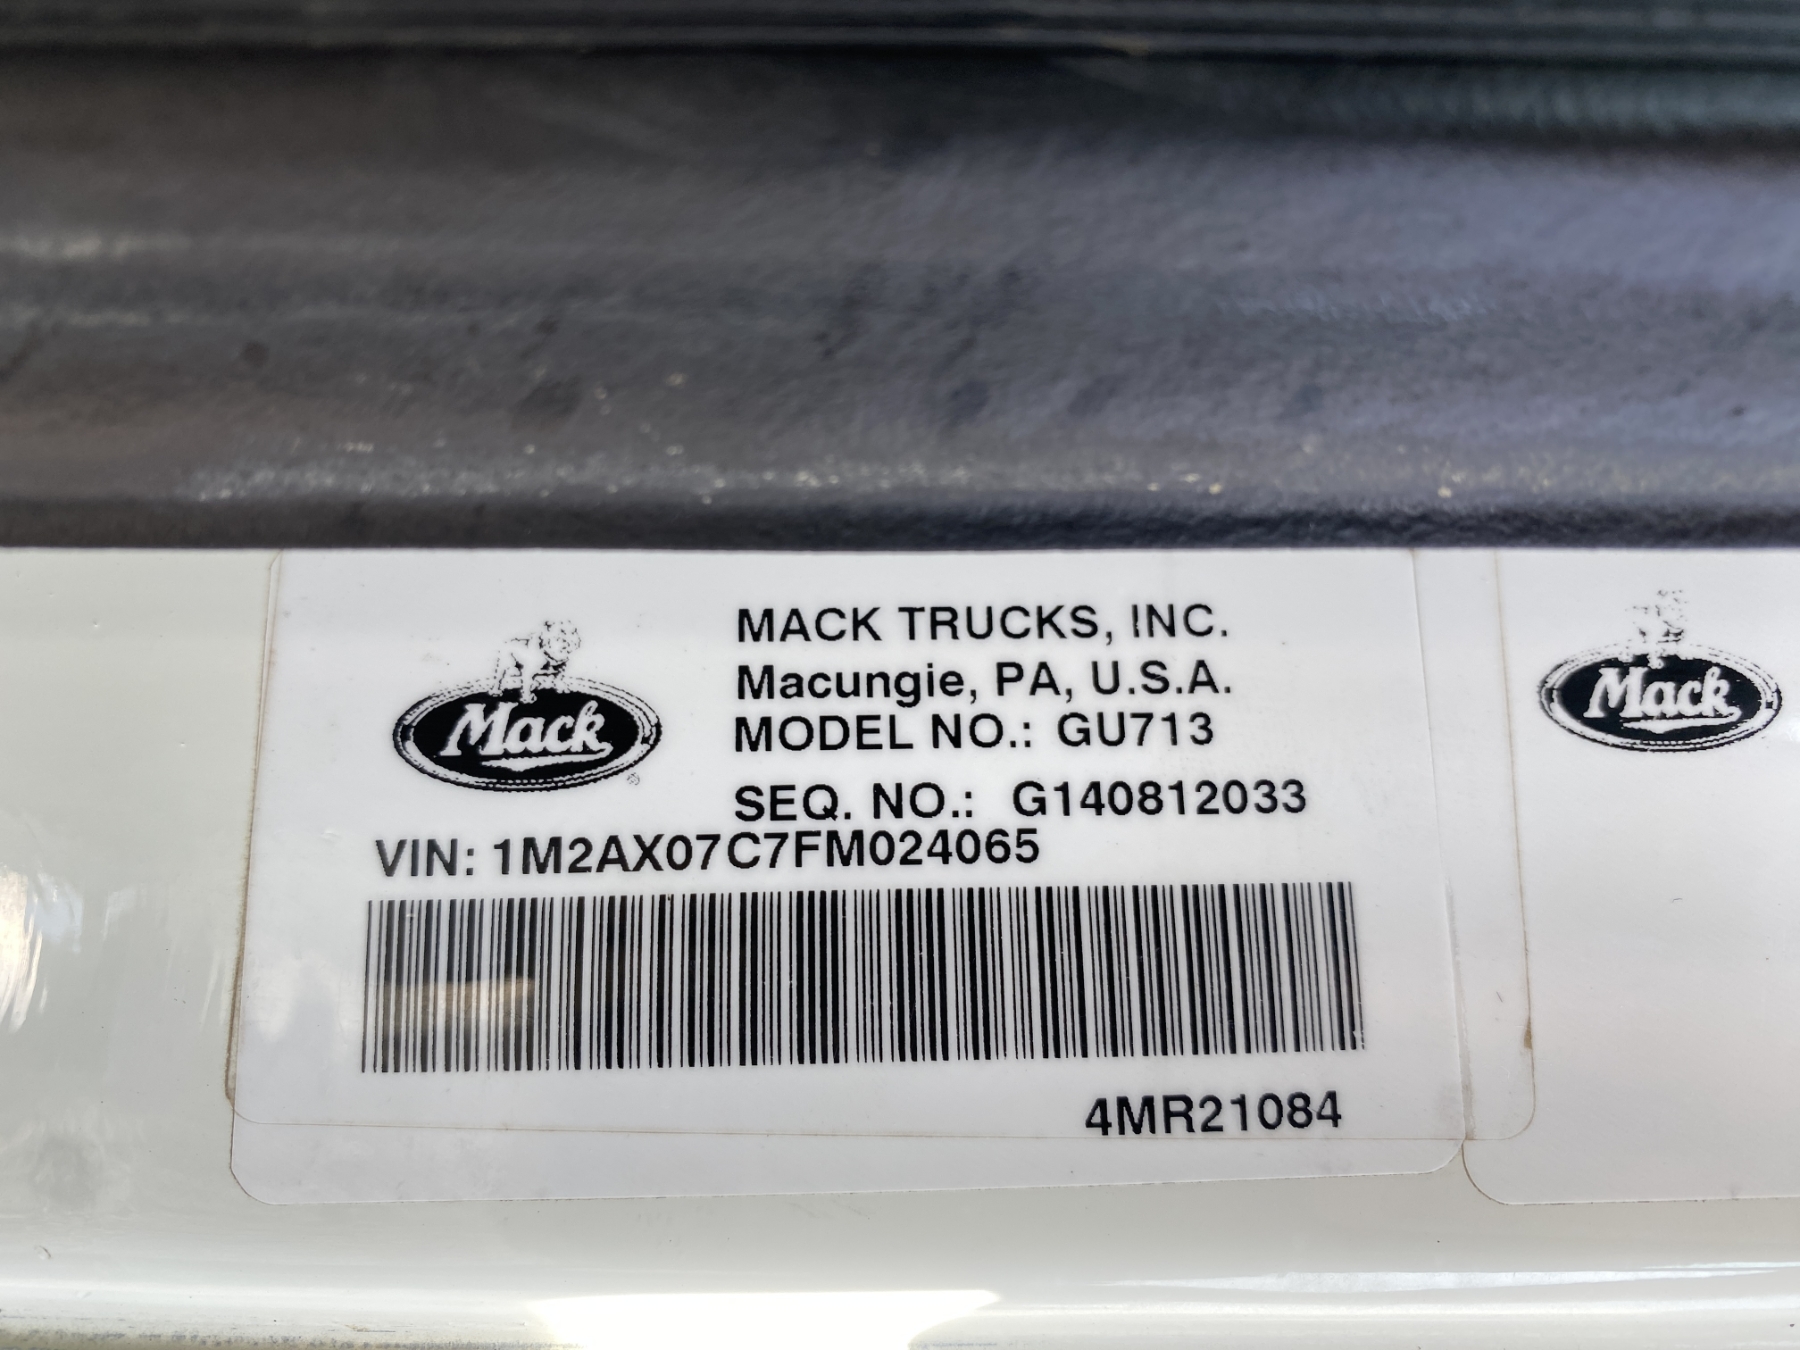 MACK TRUCKS, INC.
Macungie, PA, U.S.A.
MODEL NO.: GU713
SEQ. NO.: G140812033
VIN: 1M2AX07C7FM024065
4MR21084
Mack
®
Mack